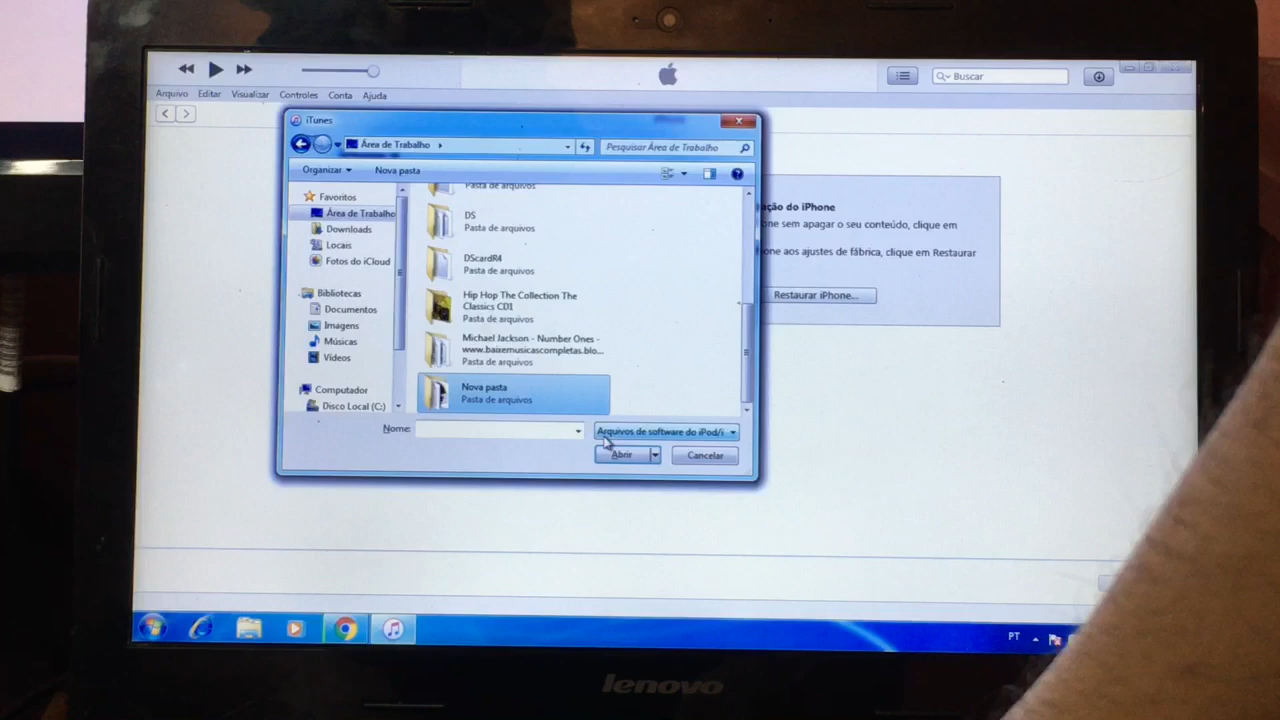 Buscar
Arquivo Editar Visualizar Controles Conta Ajuda
iTunes
Área de Trabalho
Pesquisar Área de Trabalho
Organizar
Nova pasta
Favoritos
Área de Trabalho
Downloads
Locais
Fotos do iCloud
Bibliotecas
Documentos
Imagens
Músicas
Vídeos
Computador
Disco Local (C:)
Pasta de arquivos
DS
Pasta de arquivos
DScardR4
Pasta de arquivos
Hip Hop The Collection The
Classics CD1
Pasta de arquivos
Michael Jackson - Number Ones -
www.baixemusicascompletas.blo...
Pasta de arquivos
Nova pasta
Pasta de arquivos
Nome:
Arquivos de software do iPod/i
Abrir
Cancelar
ação do iPhone
one sem apagar o seu conteúdo, clique em
one aos ajustes de fábrica, clique em Restaurar
Restaurar iPhone...
PT
lenovo